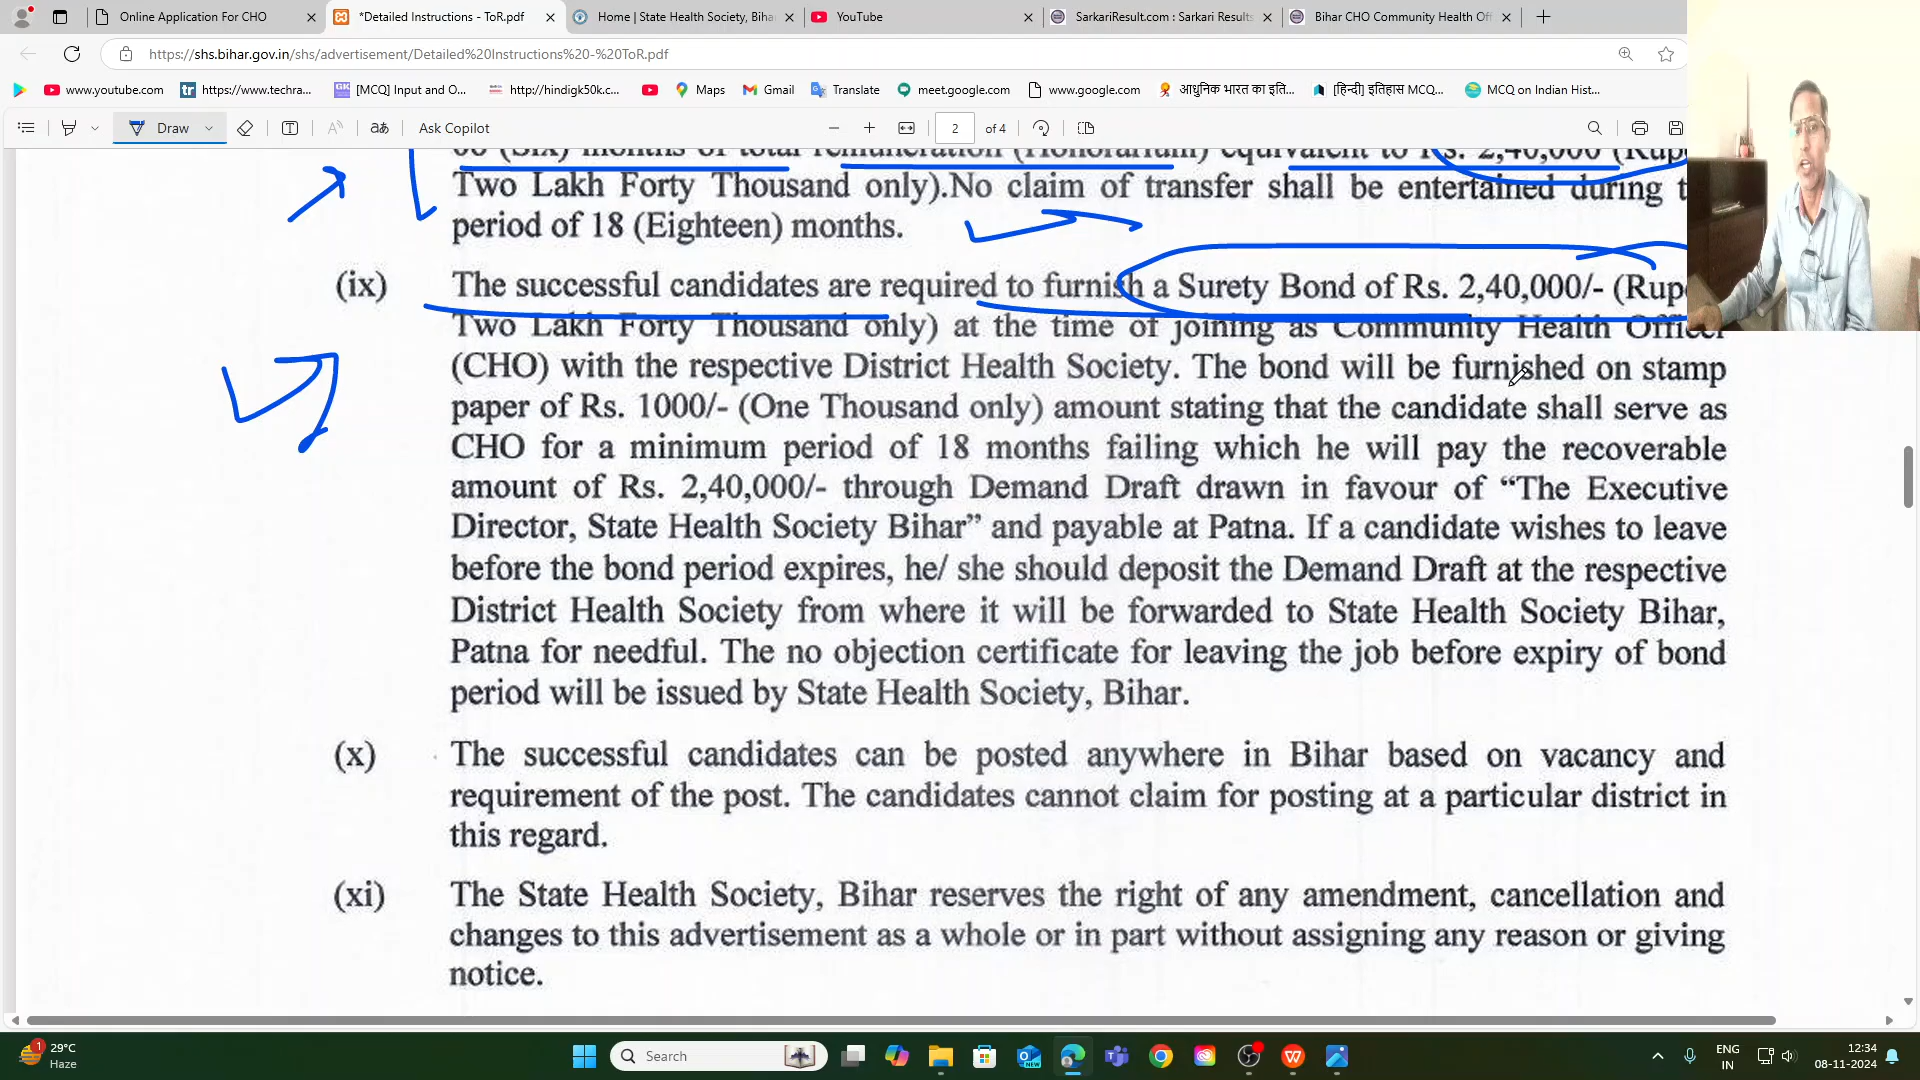 Online Application For CHO
*Detailed Instructions - ToR.pdf
Home | State Health Society, Biha
YouTube
SarkariResult.com : Sarkari Results
Bihar CHO Community Health Off
https://shs.bihar.gov.in/shs/advertisement/Detailed%20Instructions%20-%20ToR.pdf
www.youtube.com
https://www.techra...
[MCQ] Input and O...
http://hindigk50k.c...
Maps
Gmail
Translate
meet.google.com
www.google.com
आधुनिक भारत का इति...
[हिन्दी] इतिहास MCQ...
MCQ on Indian Hist...
Draw
Ask Copilot
2 of 4
06 (Six) months of total remuneration (Honorarium) equivalent to Rs. 2,40,000 (Rup
Two Lakh Forty Thousand only).No claim of transfer shall be entertained during t
period of 18 (Eighteen) months.
(ix) The successful candidates are required to furnish a Surety Bond of Rs. 2,40,000/- (Rup
Two Lakh Forty Thousand only) at the time of joining as Community Health Officer
(CHO) with the respective District Health Society. The bond will be furnished on stamp
paper of Rs. 1000/- (One Thousand only) amount stating that the candidate shall serve as
CHO for a minimum period of 18 months failing which he will pay the recoverable
amount of Rs. 2,40,000/- through Demand Draft drawn in favour of “The Executive
Director, State Health Society Bihar” and payable at Patna. If a candidate wishes to leave
before the bond period expires, he/ she should deposit the Demand Draft at the respective
District Health Society from where it will be forwarded to State Health Society Bihar,
Patna for needful. The no objection certificate for leaving the job before expiry of bond
period will be issued by State Health Society, Bihar.
(x) The successful candidates can be posted anywhere in Bihar based on vacancy and
requirement of the post. The candidates cannot claim for posting at a particular district in
this regard.
(xi) The State Health Society, Bihar reserves the right of any amendment, cancellation and
changes to this advertisement as a whole or in part without assigning any reason or giving
notice.
29°C
Haze
Search
ENG
IN
12:34
08-11-2024